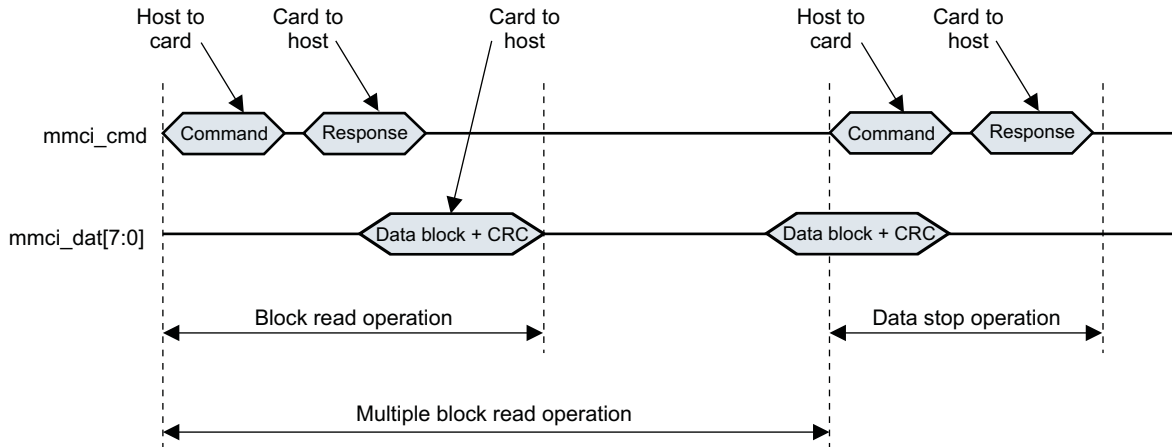 Host to
card
Card to
host
Card to
host
Host to
card
Card to
host
mmci_cmd
Command
Response
Command
Response
mmci_dat[7:0]
Data block + CRC
Data block + CRC
Block read operation
Data stop operation
Multiple block read operation